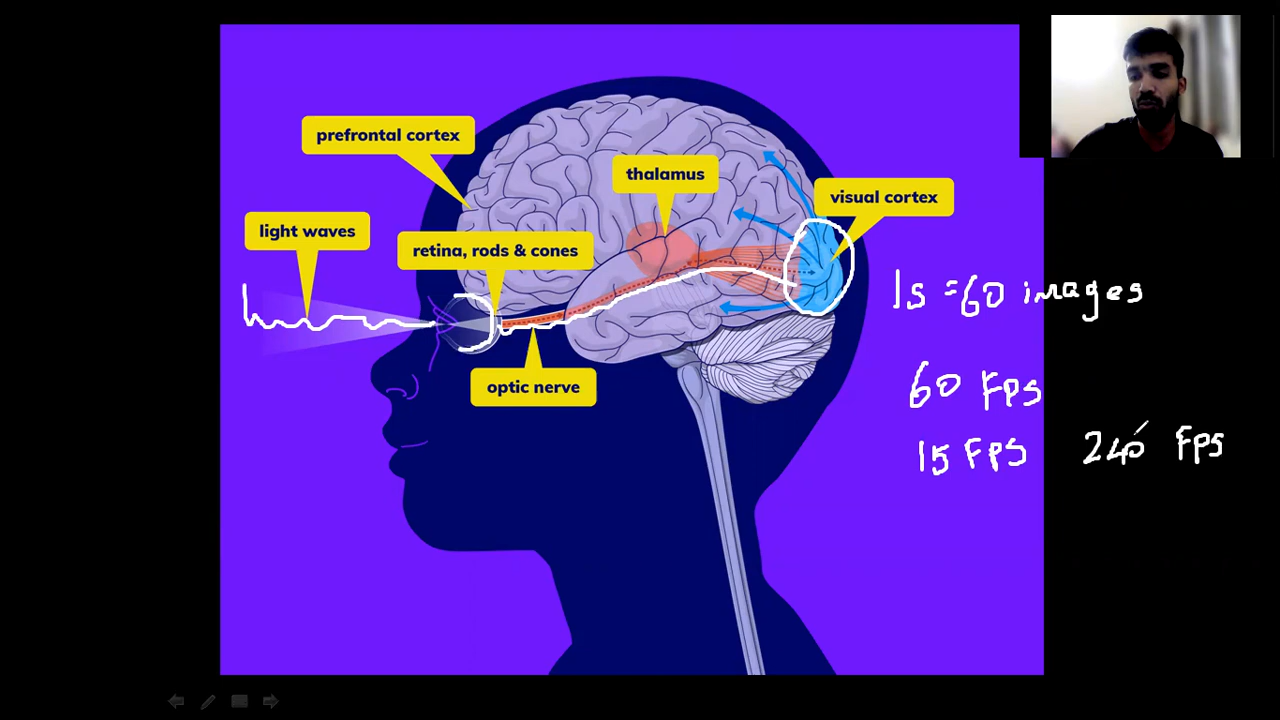 prefrontal cortex
thalamus
visual cortex
light waves
retina, rods & cones
optic nerve
1s = 60 images
60 Fps
15 FPS 240 FPS